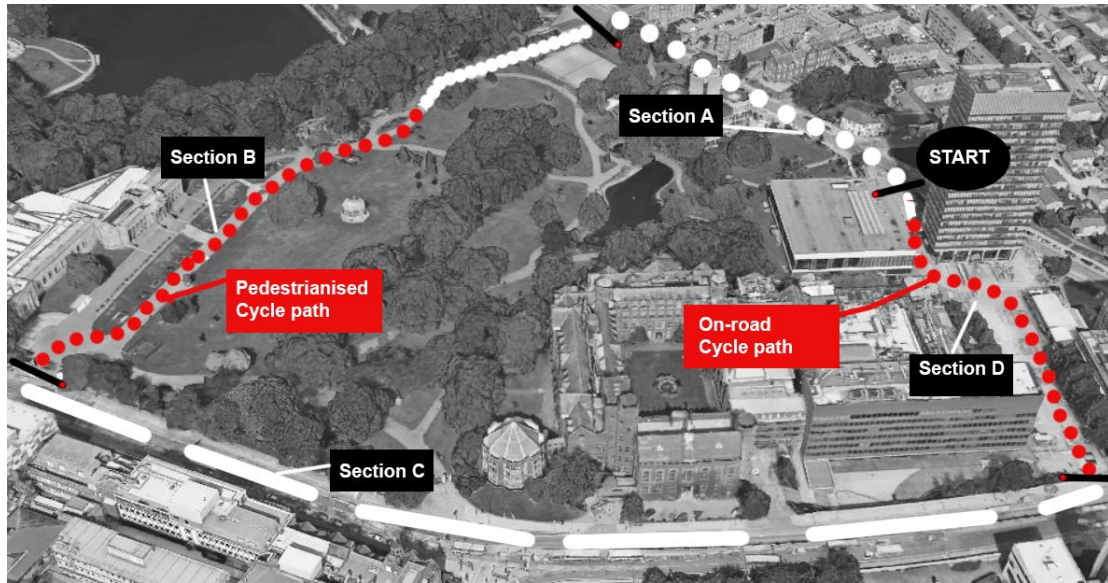 Section A
START
Section B
Pedestrianised
Cycle path
On-road
Cycle path
Section D
Section C